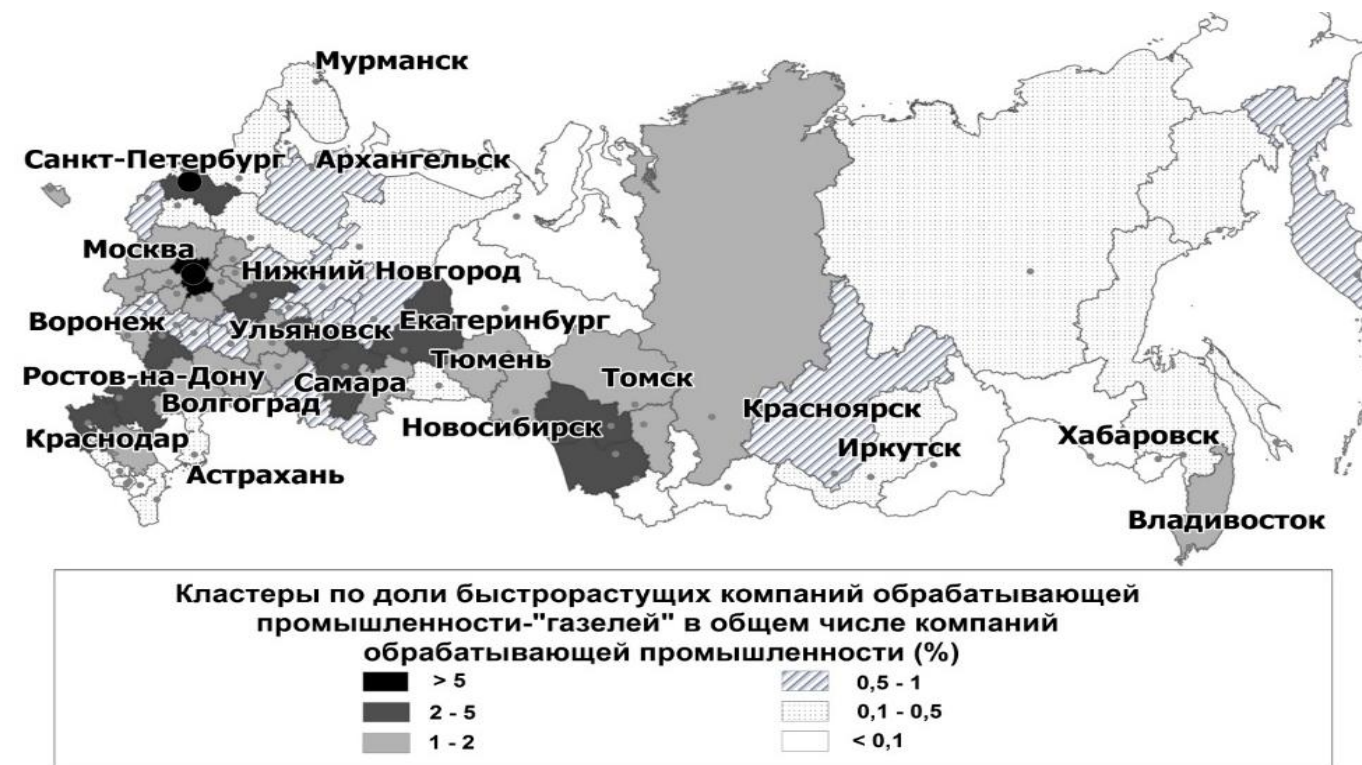 Мурманск
Санкт-Петербург
Архангельск
Москва
Нижний Новгород
Воронеж
Ульяновск
Екатеринбург
Тюмень
Ростов-на-Дону
Самара
Томск
Волгоград
Красноярск
Краснодар
Новосибирск
Иркутск
Хабаровск
Астрахань
Владивосток
Кластеры по доли быстрорастущих компаний обрабатывающей
промышленности-"газелей" в общем числе компаний
обрабатывающей промышленности (%)
> 5
2 - 5
1 - 2
0,5 - 1
0,1 - 0,5
< 0,1